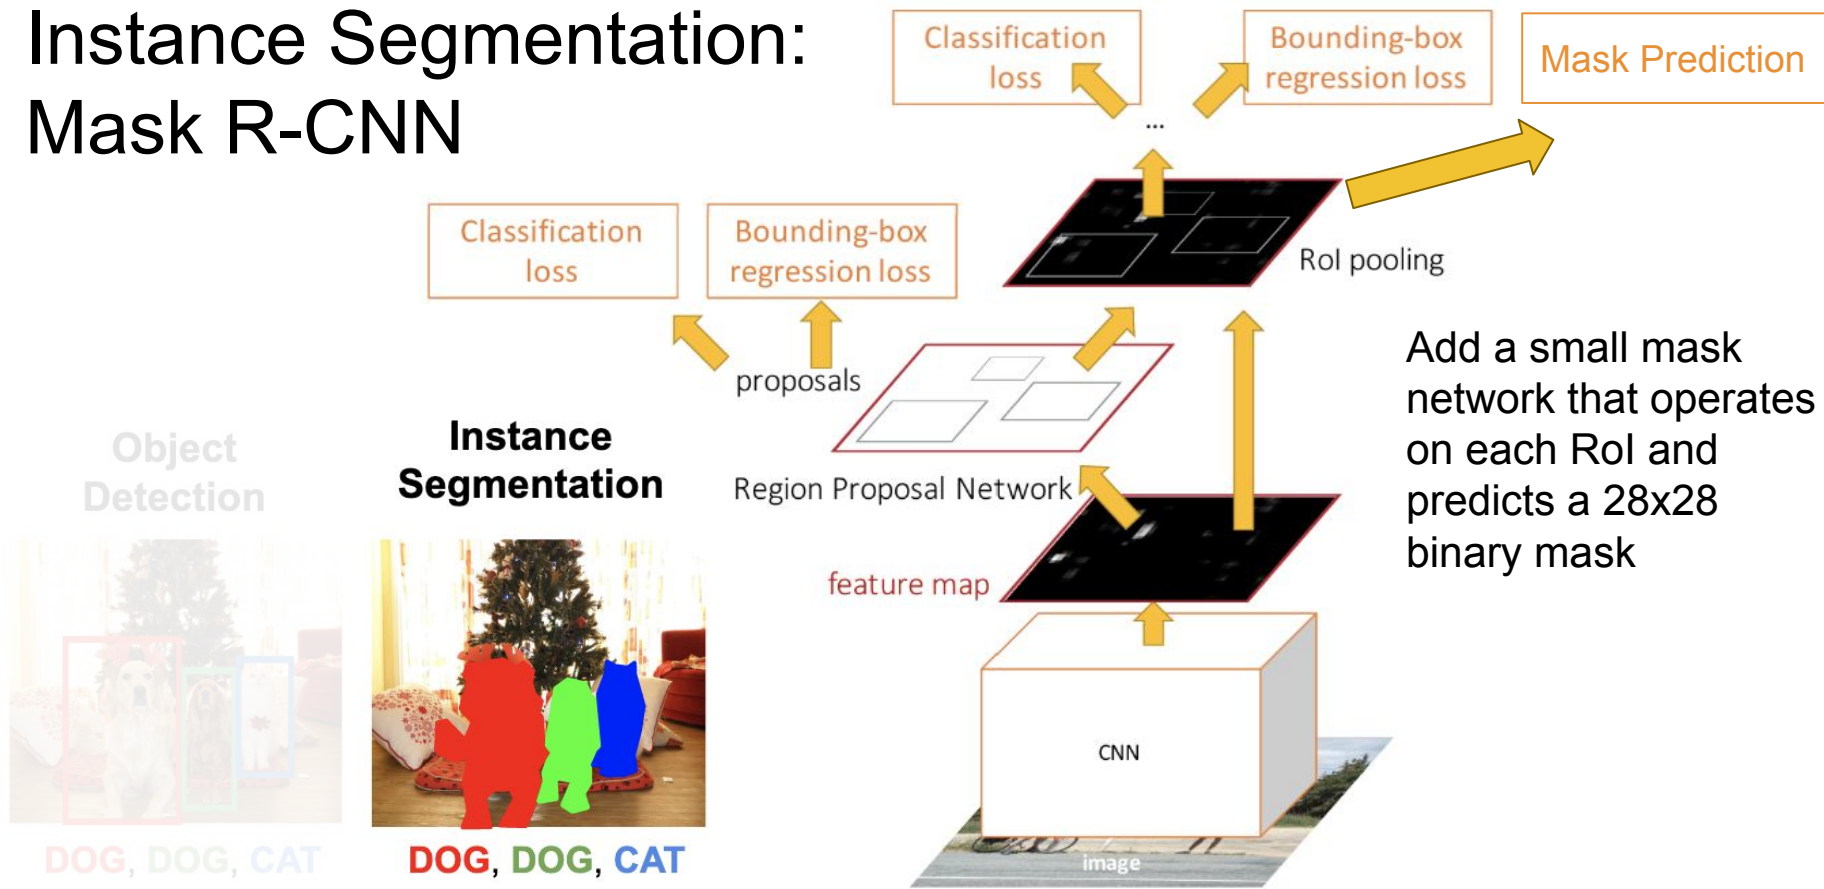 Instance Segmentation:
Mask R-CNN
Classification
loss
Bounding-box
regression loss
Mask Prediction
...
Classification
loss
Bounding-box
regression loss
RoI pooling
proposals
Region Proposal Network
feature map
CNN
image
Add a small mask
network that operates
on each RoI and
predicts a 28x28
binary mask
Object
Detection
DOG, DOG, CAT
Instance
Segmentation
DOG, DOG, CAT